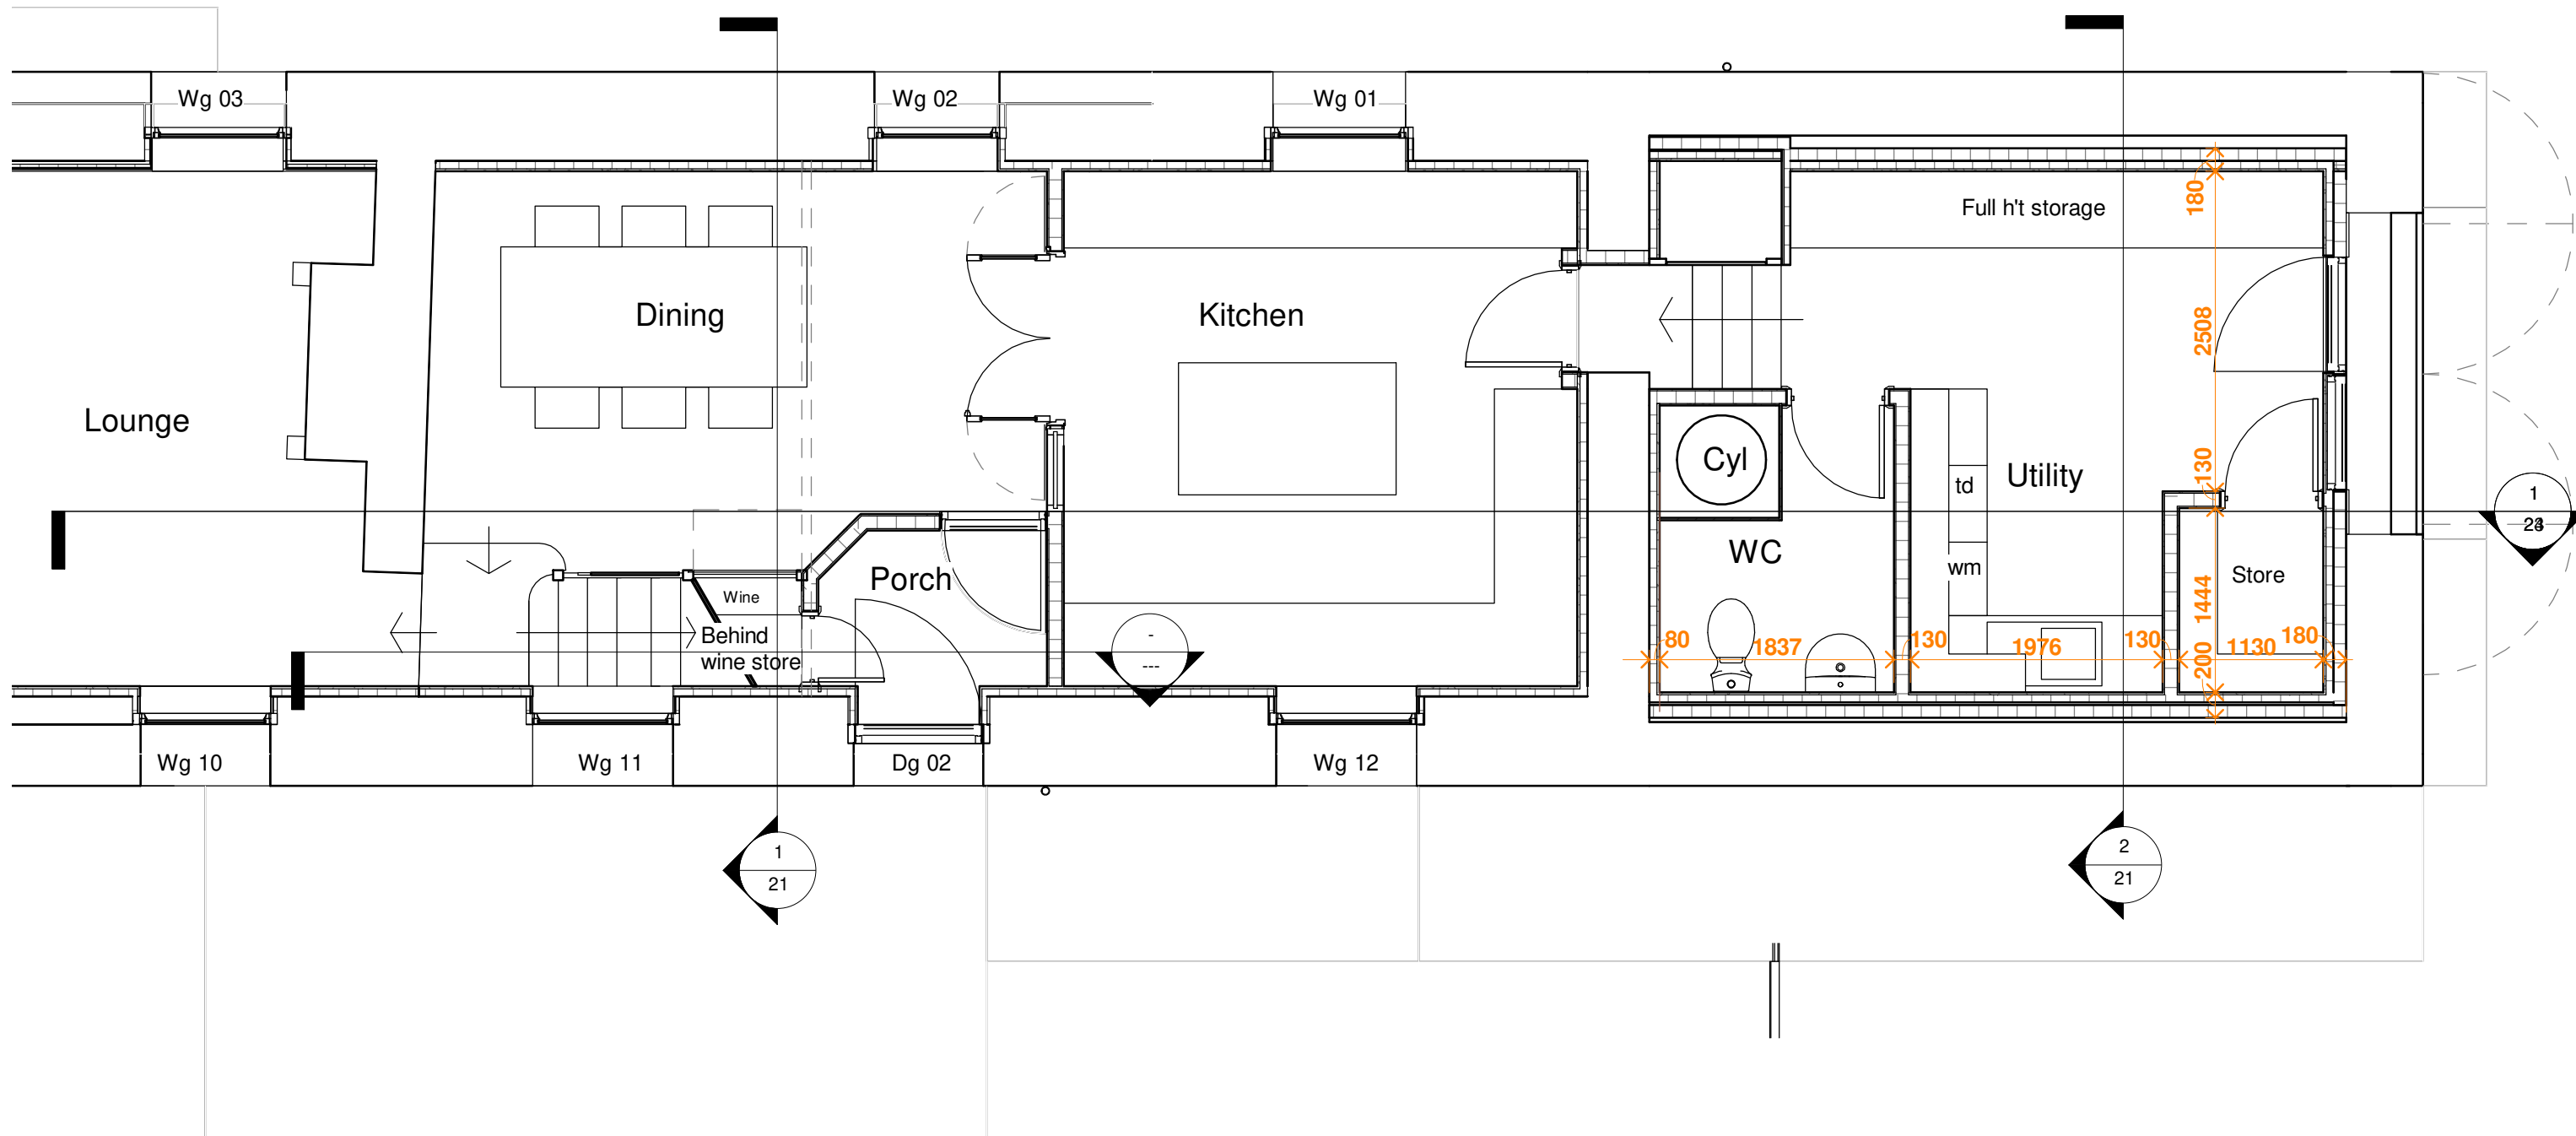 Wg 03
Wg 02
Wg 01
180
Full h't storage
Dining
Kitchen
2508
Lounge
Cyl
130
td
Utility
1
WC
Porch
wm
Store
1444
Wine
Behind
wine store
-
---
80
1837
130
1976
130
200
1130
180
Wg 10
Wg 11
Dg 02
Wg 12
1
21
2
21